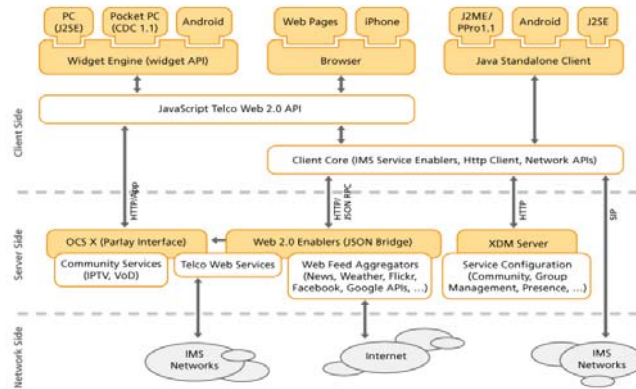 PC
(J2SE)
Pocket PC
(CDC 1.1)
Android
Widget Engine (widget API)
Web Pages
iPhone
Browser
J2ME/
PPro1.1
Android
J2SE
Java Standalone Client
Client Side
JavaScript Telco Web 2.0 API
Client Core (IMS Service Enablers, Http Client, Network APIs)
HTTP/App
HTTP/
JSON RPC
HTTP
SIP
Server Side
OCS X (Parlay Interface)
Community Services
(IPTV, VoD)
Telco Web Services
Web 2.0 Enablers (JSON Bridge)
Web Feed Aggregators
(News, Weather, Flickr,
Facebook, Google APIs, ...)
XDM Server
Service Configuration
(Community, Group
Management, Presence, ...)
Network Side
IMS
Networks
Internet
IMS
Networks